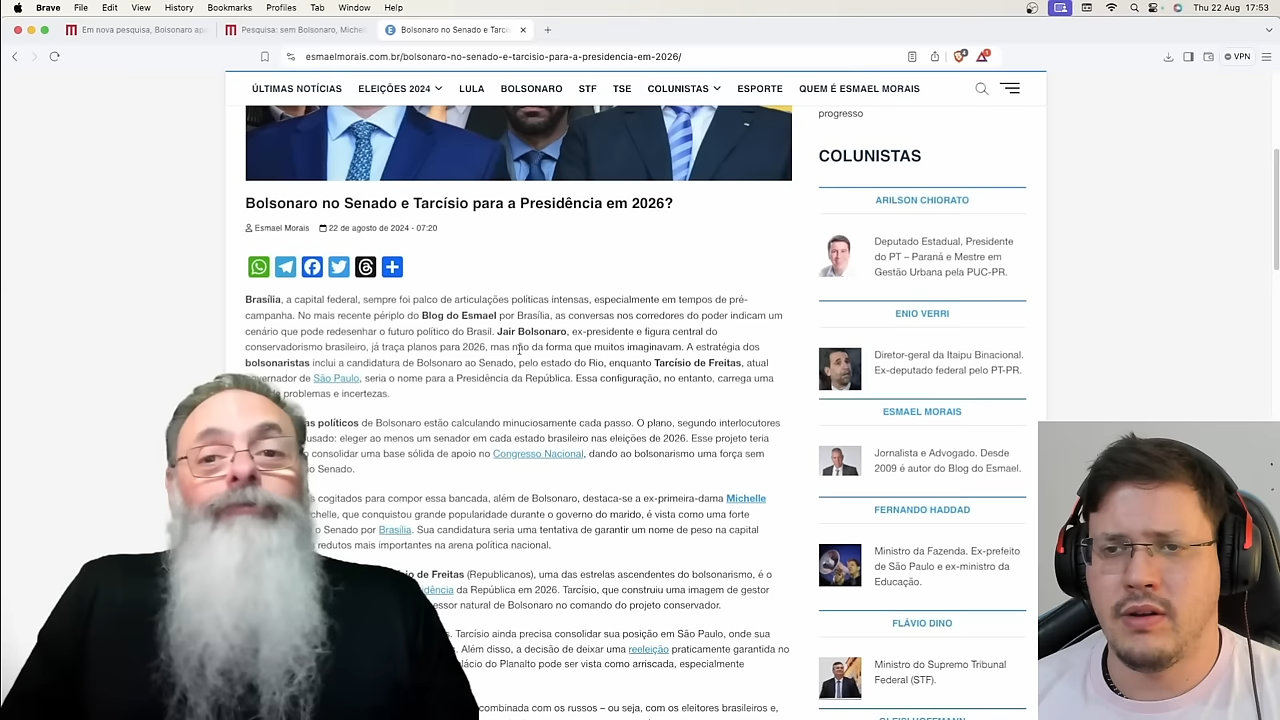 Brave File Edit View History Bookmarks Profiles Tab Window Help
Thu 22 Aug 17:53
Em nova pesquisa, Bolsonaro apa
Pesquisa: sem Bolsonaro, Michel
Bolsonaro no Senado e Tarcí
esmaelmorais.com.br/bolsonaro-no-senado-e-tarcisio-para-a-presidencia-em-2026/
VPN
ÚLTIMAS NOTÍCIAS ELEIÇÕES 2024 LULA BOLSONARO STF TSE COLUNISTAS ESPORTE QUEM É ESMAEL MORAIS
Bolsonaro no Senado e Tarcísio para a Presidência em 2026?
Esmael Morais 22 de agosto de 2024 - 07:20
Brasília, a capital federal, sempre foi palco de articulações políticas intensas, especialmente em tempos de pré-
campanha. No mais recente périplo do Blog do Esmael por Brasília, as conversas nos corredores do poder indicam um
cenário que pode redesenhar o futuro político do Brasil. Jair Bolsonaro, ex-presidente e figura central do
conservadorismo brasileiro, já traça planos para 2026, mas não da forma que muitos imaginavam. A estratégia dos
bolsonaristas inclui a candidatura de Bolsonaro ao Senado, pelo estado do Rio, enquanto Tarcísio de Freitas, atual
governador de São Paulo, seria o nome para a Presidência da República. Essa configuração, no entanto, carrega uma
problemas e incertezas.
as políticos de Bolsonaro estão calculando minuciosamente cada passo. O plano, segundo interlocutores
usado: eleger ao menos um senador em cada estado brasileiro nas eleições de 2026. Esse projeto teria
o consolidar uma base sólida de apoio no Congresso Nacional, dando ao bolsonarismo uma força sem
no Senado.
s cogitados para compor essa bancada, além de Bolsonaro, destaca-se a ex-primeira-dama Michelle
chelle, que conquistou grande popularidade durante o governo do marido, é vista como uma forte
o Senado por Brasília. Sua candidatura seria uma tentativa de garantir um nome de peso na capital
redutos mais importantes na arena política nacional.
io de Freitas (Republicanos), uma das estrelas ascendentes do bolsonarismo, é o
idência da República em 2026. Tarcísio, que construiu uma imagem de gestor
essor natural de Bolsonaro no comando do projeto conservador.
s. Tarcísio ainda precisa consolidar sua posição em São Paulo, onde sua
s. Além disso, a decisão de deixar uma reeleição praticamente garantida no
lácio do Planalto pode ser vista como arriscada, especialmente
combinada com os russos – ou seja, com os eleitores brasileiros e,
progresso
COLUNISTAS
ARILSON CHIORATO
Deputado Estadual, Presidente
do PT – Paraná e Mestre em
Gestão Urbana pela PUC-PR.
ENIO VERRI
Diretor-geral da Itaipu Binacional.
Ex-deputado federal pelo PT-PR.
ESMAEL MORAIS
Jornalista e Advogado. Desde
2009 é autor do Blog do Esmael.
FERNANDO HADDAD
Ministro da Fazenda. Ex-prefeito
de São Paulo e ex-ministro da
Educação.
FLÁVIO DINO
Ministro do Supremo Tribunal
Federal (STF).
GLEISI HOFFMANN